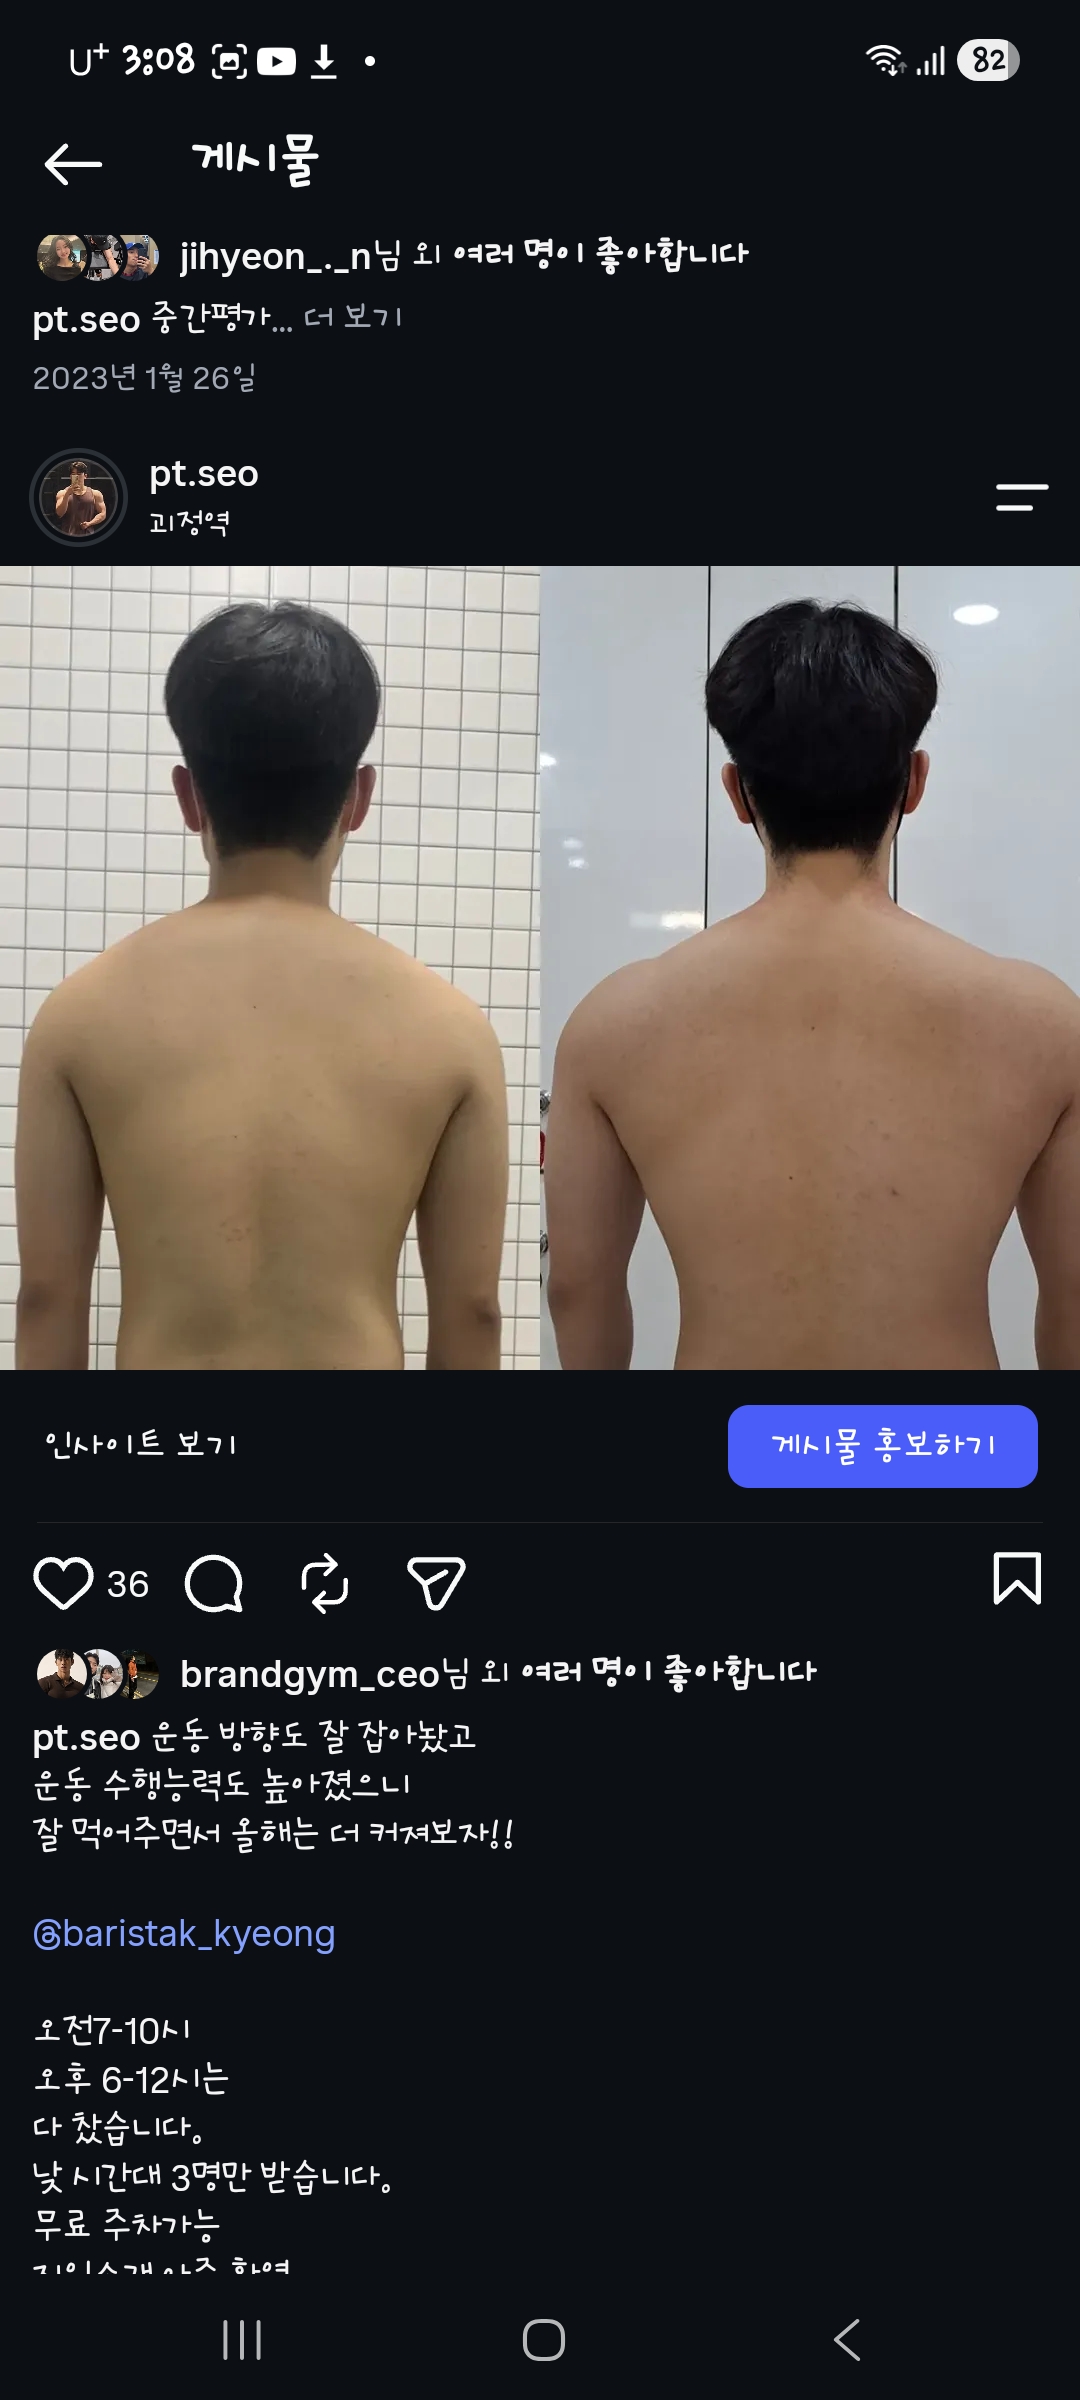 U+ 3:08 82
게시물
jihyeon_._n님 외 여러 명이 좋아합니다
pt.seo 중간평가... 더 보기
2023년 1월 26일
pt.seo
괴정역
인사이트 보기
게시물 홍보하기
36
brandgym_ceo님 외 여러 명이 좋아합니다
pt.seo 운동 방향도 잘 잡아놨고
운동 수행능력도 높아졌으니
잘 먹어주면서 올해는 더 커져보자!!
@baristak_kyeong
오전7-10시
오후 6-12시는
다 찼습니다.
낮 시간대 3명만 받습니다.
무료 주차가능